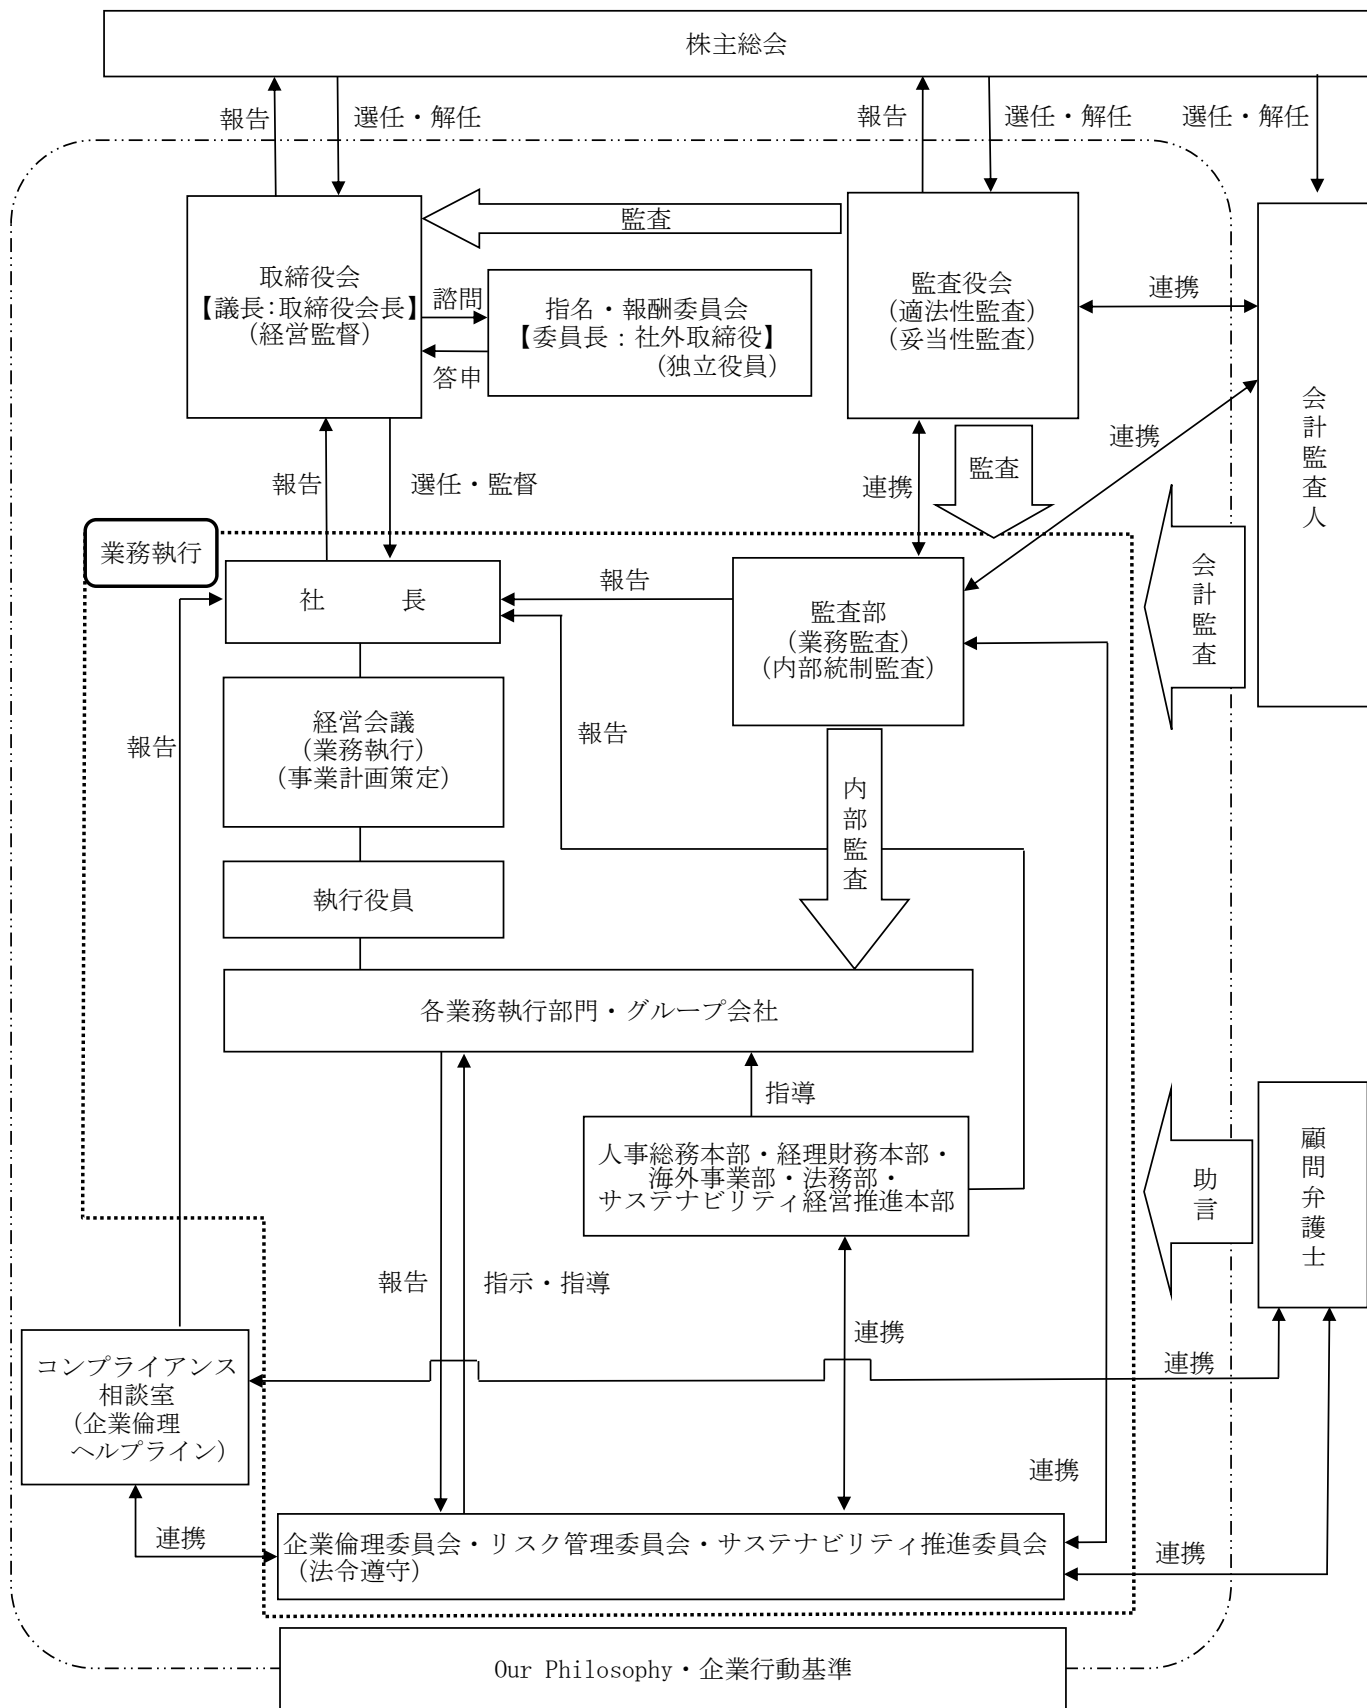 株主総会
報告
選任・解任
報告
選任・解任
選任・解任
監査
取締役会
【議長:取締役会長】
(経営監督)
諮問
答申
指名・報酬委員会
【委員長:社外取締役】
(独立役員)
監査役会
(適法性監査)
(妥当性監査)
連携
会計監査人
報告
選任・監督
連携
監査
連携
業務執行
社長
報告
監査部
(業務監査)
(内部統制監査)
会計監査
報告
経営会議
(業務執行)
(事業計画策定)
報告
内部監査
執行役員
各業務執行部門・グループ会社
指導
人事総務本部・経理財務本部・
海外事業部・法務部・
サステナビリティ経営推進本部
助言
顧問弁護士
報告
指示・指導
連携
連携
コンプライアンス
相談室
(企業倫理
ヘルプライン)
連携
連携
企業倫理委員会・リスク管理委員会・サステナビリティ推進委員会
(法令遵守)
連携
Our Philosophy・企業行動基準